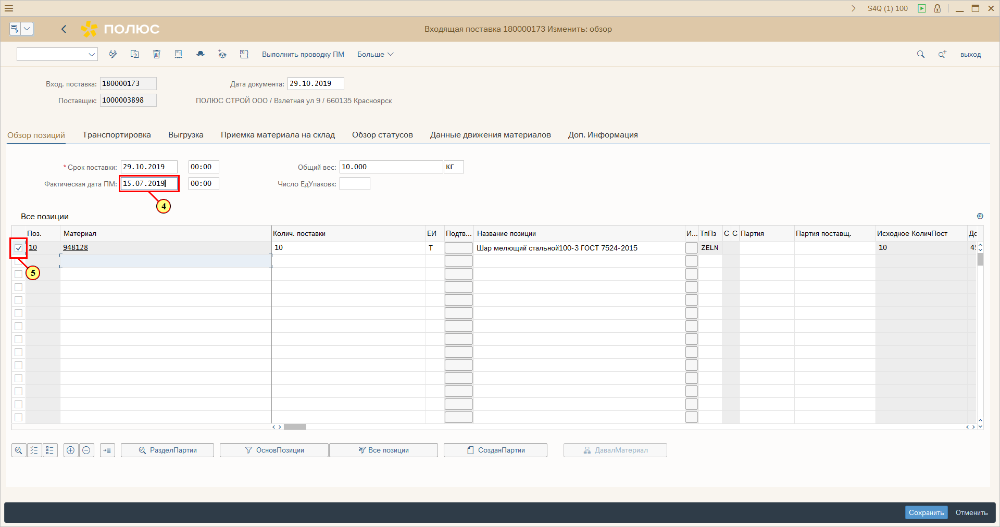 S4Q (1) 100
ПОЛЮС
Входящая поставка 180000173 Изменить: обзор
Выполнить проводку ПМ Больше выход
Вход. поставка: 180000173 Дата документа: 29.10.2019
Поставщик: 1000003898 ПОЛЮС СТРОЙ ООО / Взлетная ул 9 / 660135 Красноярск
Обзор позиций Транспортировка Выгрузка Приемка материала на склад Обзор статусов Данные движения материалов Доп. Информация
* Срок поставки: 29.10.2019 00:00 Общий вес: 10.000 КГ
Фактическая дата ПМ: 15.07.2019 00:00 Число ЕдУпаковк:
4
Все позиции
Поз. Материал Колич. поставки ЕИ Подтв... Название позиции И... ТпПз С С Партия Партия поставщ. Исходное КоличПост
10 948128 10 Т Шар мелющий стальной100-3 ГОСТ 7524-2015 ZELN 10
5
РазделПартии ОсновПозиции Все позиции СозданПартии ДавалМатериал
Сохранить Отменить